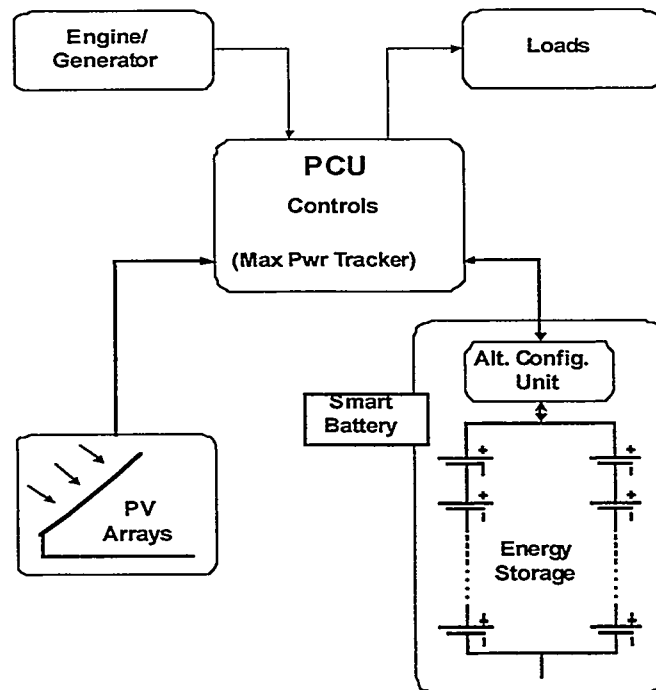 Engine/
Generator
Loads
PCU
Controls
(Max Pwr Tracker)
Alt. Config.
Unit
Smart
Battery
PV
Arrays
Energy
Storage